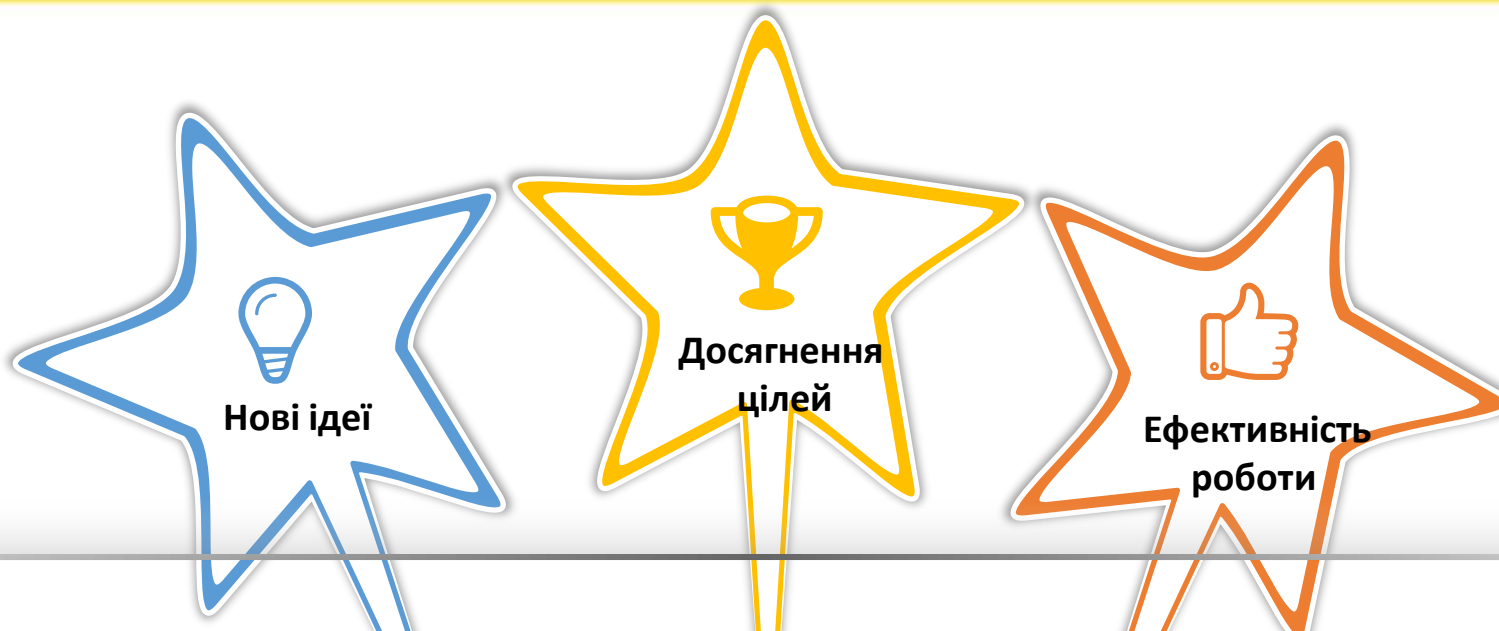 Нові ідеї
Досягнення
цілей
Ефективність
роботи